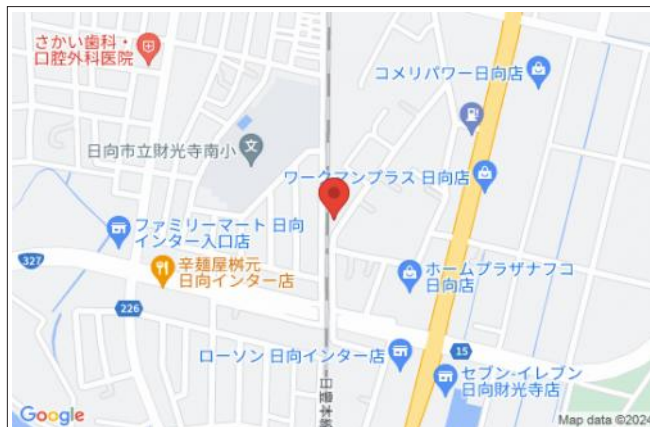 さかい歯科・
口腔外科医院
コメリパワー日向店
日向市立財光寺南小
ワークマンプラス 日向店
ファミリーマート 日向
インター入口店
327
辛麺屋桝元
日向インター店
ホームプラザナフコ
日向店
226
ローソン 日向インター店
15
セブン-イレブン
日向財光寺店
日豊本線
Google
Map data ©2024